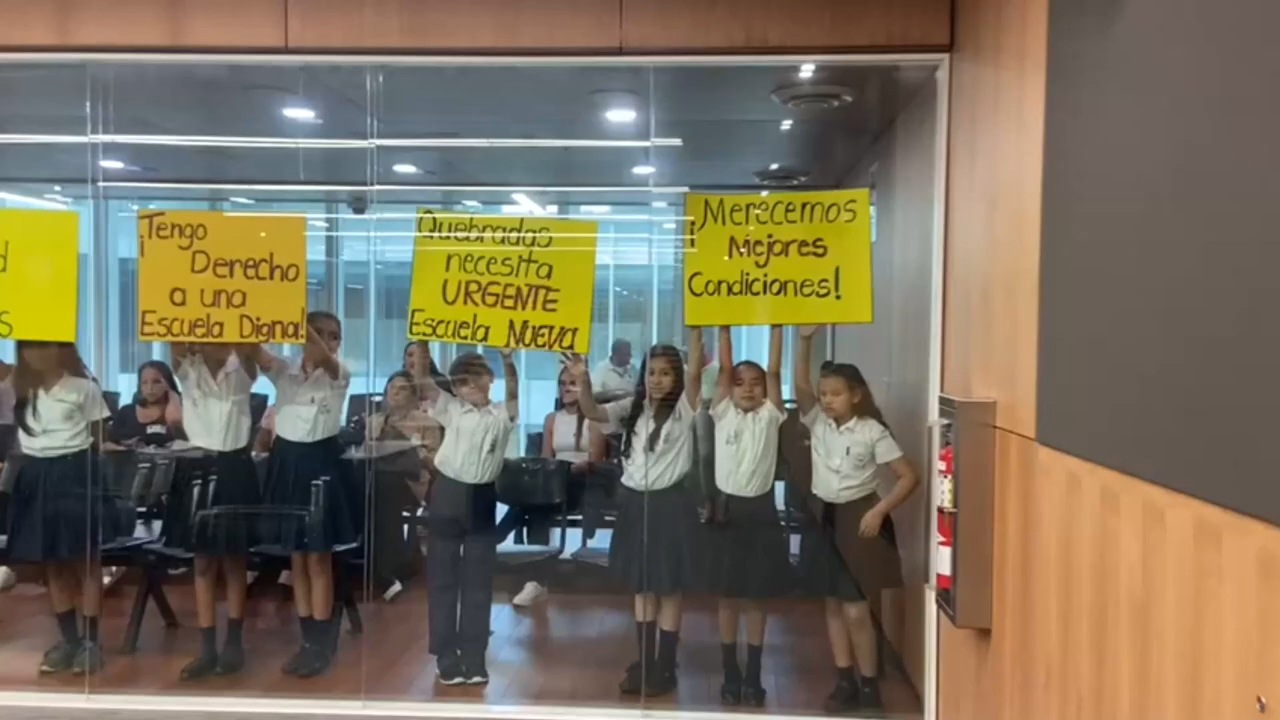 ¡Tengo
Derecho
a una
Escuela Digna!
Quebradas
necesita
URGENTE
Escuela NUEVA
¡Merecemos
Mejores
Condiciones!